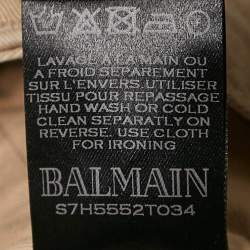 LAVAGE A LA MAIN OU
A FROID SEPAREMENT
SUR L'ENVERS. UTILISER
TISSU POUR REPASSAGE
HAND WASH OR COLD
CLEAN SEPARATLY ON
REVERSE. USE CLOTH
FOR IRONING
BALMAIN
S7H5552T034